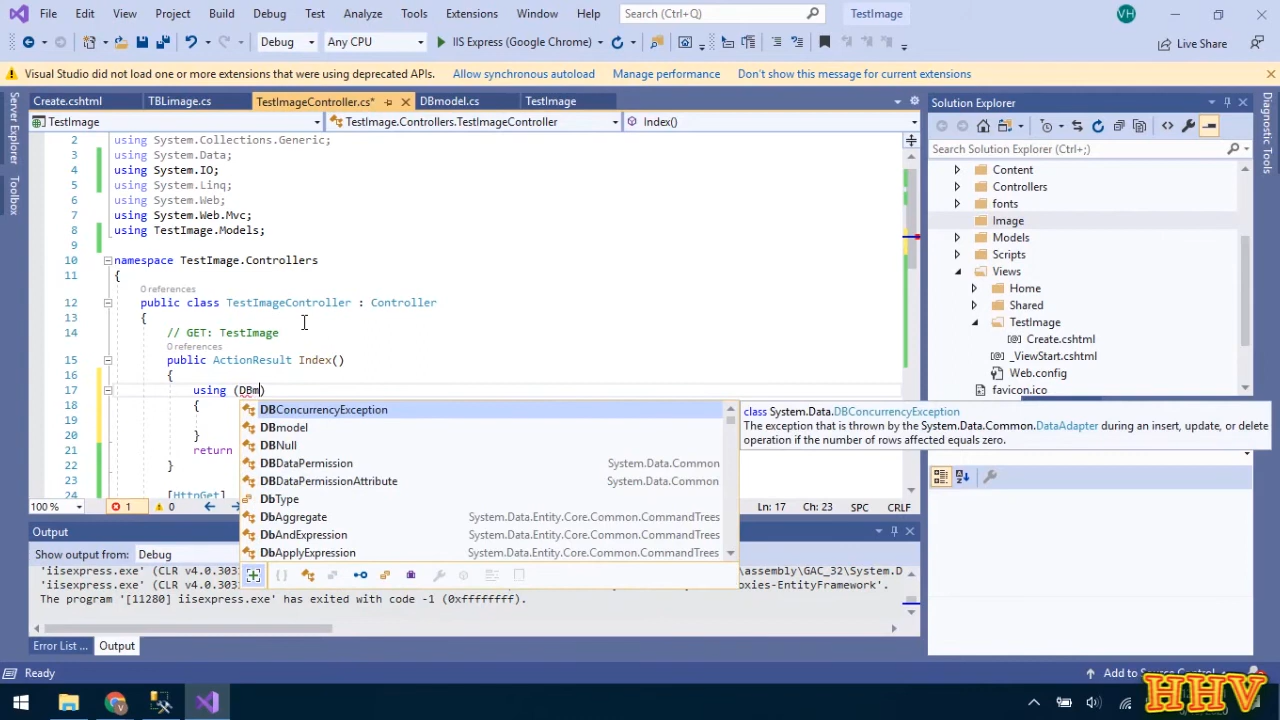 File Edit View Project Build Debug Test Analyze Tools Extensions Window Help Search (Ctrl+Q) TestImage VH
Debug Any CPU IIS Express (Google Chrome) Live Share
Visual Studio did not load one or more extensions that were using deprecated APIs. Allow synchronous autoload Manage performance Don't show this message for current extensions
Server Explorer
Toolbox
Create.cshtml TBLimage.cs TestImageController.cs* DBmodel.cs TestImage
TestImage TestImage.Controllers.TestImageController Index()
2 using System.Collections.Generic;
3 using System.Data;
4 using System.IO;
5 using System.Linq;
6 using System.Web;
7 using System.Web.Mvc;
8 using TestImage.Models;
9
10 namespace TestImage.Controllers
11 {
0 references
12 public class TestImageController : Controller
13 {
14 // GET: TestImage
0 references
15 public ActionResult Index()
16 {
17 using (DBm)
18 {
19
20 }
21 return
22 }
23
24 [HttpGet]
DBConcurrencyException
DBmodel
DBNull
DBDataPermission System.Data.Common
DBDataPermissionAttribute System.Data.Common
DbType
DbAggregate System.Data.Entity.Core.Common.CommandTrees
DbAndExpression System.Data.Entity.Core.Common.CommandTrees
DbApplyExpression System.Data.Entity.Core.Common.CommandTrees
class System.Data.DBConcurrencyException
The exception that is thrown by the System.Data.Common.DataAdapter during an insert, update, or delete
operation if the number of rows affected equals zero.
100 % 1 0 Ln: 17 Ch: 23 SPC CRLF
Solution Explorer
Search Solution Explorer (Ctrl+;)
Content
Controllers
fonts
Image
Models
Scripts
Views
Home
Shared
TestImage
Create.cshtml
_ViewStart.cshtml
Web.config
favicon.ico
Diagnostic Tools
Output
Show output from: Debug
'iisexpress.exe' (CLR v4.0.303 assembly\GAC_32\System.D
'iisexpress.exe' (CLR v4.0.303 oxies-EntityFramework'.
The program '[11280] iisexpress.exe' has exited with code -1 (0xffffffff).
Error List ... Output
Ready Add to Source Control
HHV